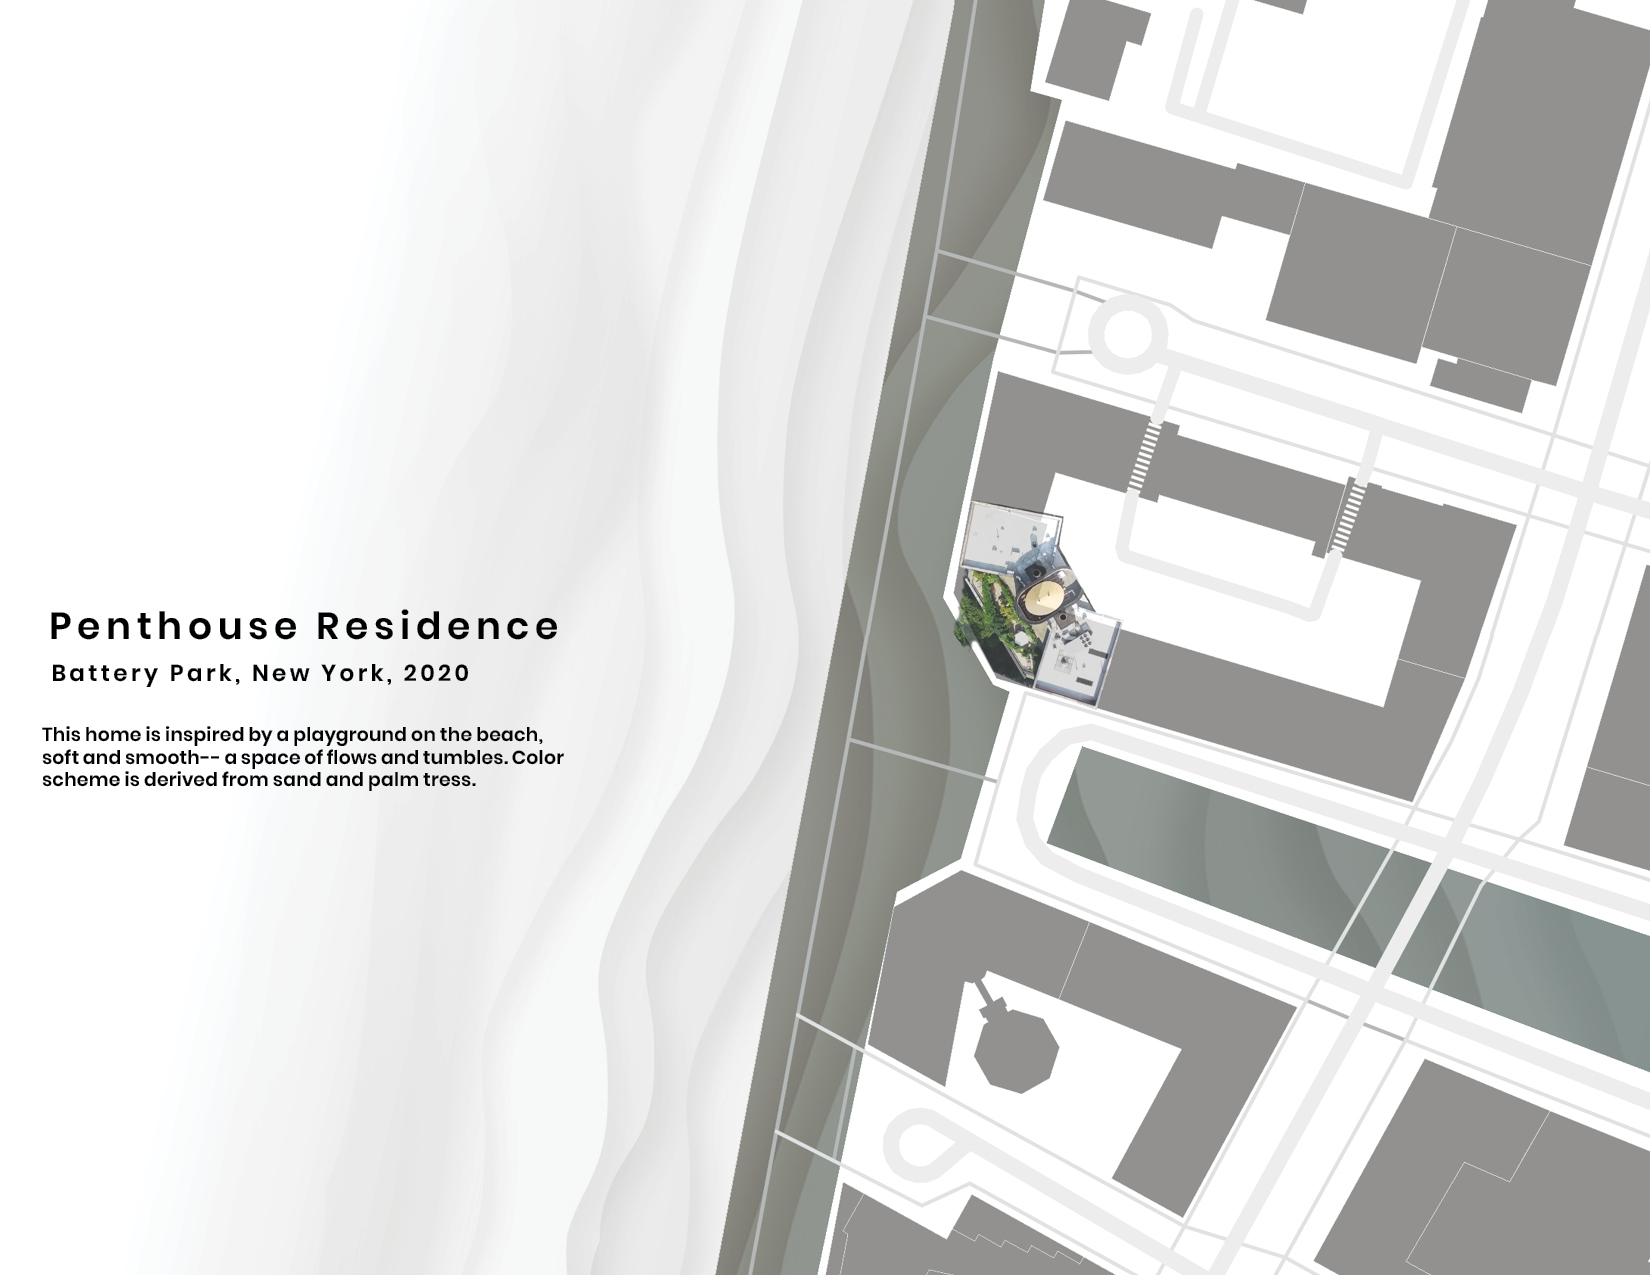 Penthouse Residence
Battery Park, New York, 2020
This home is inspired by a playground on the beach,
soft and smooth-- a space of flows and tumbles. Color
scheme is derived from sand and palm tress.